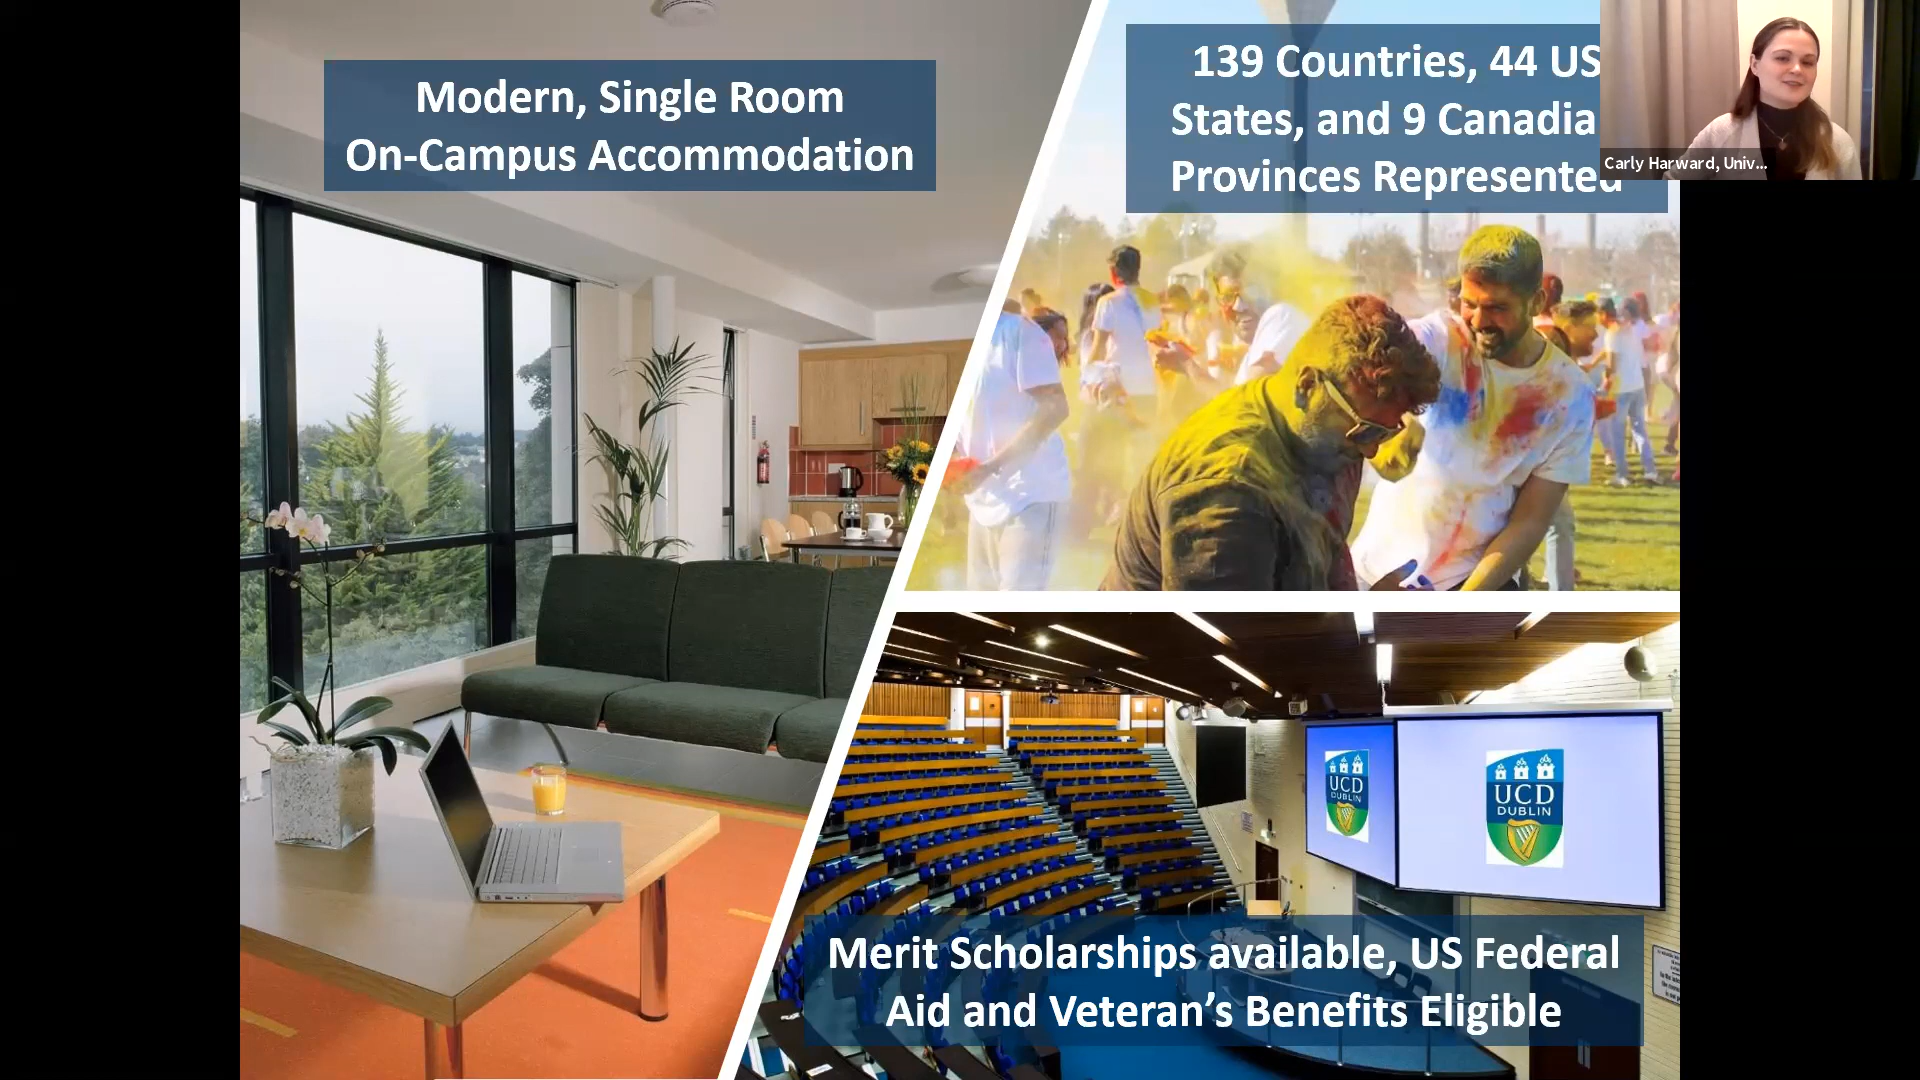 Modern, Single Room
On-Campus Accommodation
139 Countries, 44 US
States, and 9 Canadia
Provinces Represented
Carly Harward, Univ...
UCD
DUBLIN
UCD
DUBLIN
Merit Scholarships available, US Federal
Aid and Veteran’s Benefits Eligible